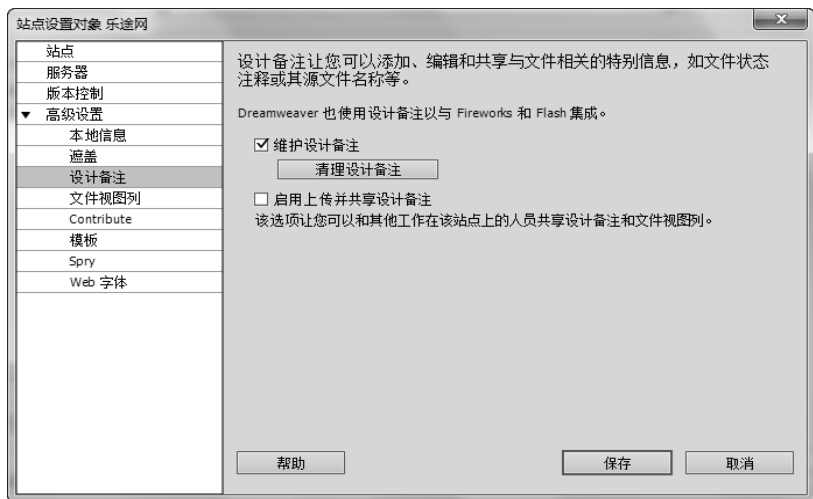 站点设置对象 乐途网
站点
服务器
版本控制
高级设置
本地信息
遮盖
设计备注
文件视图列
Contribute
模板
Spry
Web 字体
设计备注让您可以添加、编辑和共享与文件相关的特别信息，如文件状态
注释或其源文件名称等。
Dreamweaver 也使用设计备注以与 Fireworks 和 Flash 集成。
维护设计备注
清理设计备注
启用上传并共享设计备注
该选项让您可以和其他工作在该站点上的人员共享设计备注和文件视图列。
帮助
保存
取消